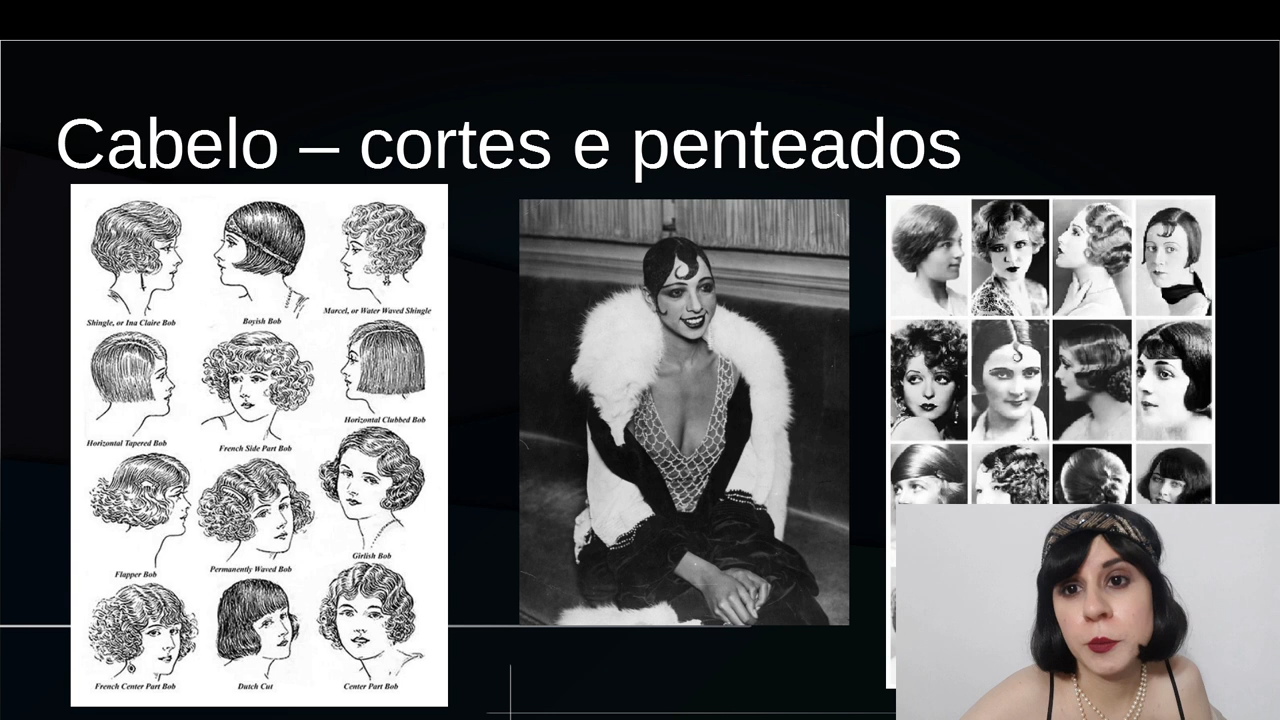 Cabelo – cortes e penteados
Shingle, or Ina Claire Bob
Boyish Bob
Marcel, or Water Waved Shingle
Horizontal Tapered Bob
French Side Part Bob
Horizontal Clubbed Bob
Flapper Bob
Permanently Waved Bob
Girlish Bob
French Center Part Bob
Dutch Cut
Center Part Bob